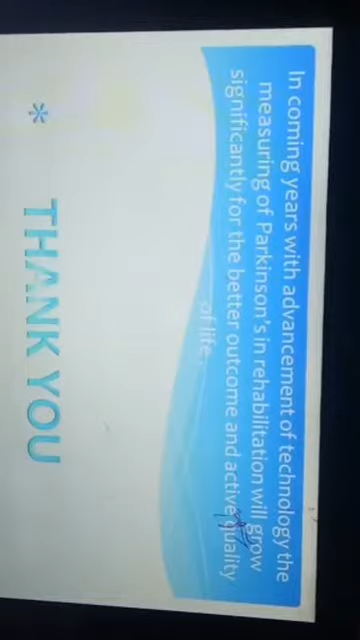 In coming years with advancement of technology the
measuring of Parkinson's in rehabilitation will grow
significantly for the better outcome and active quality
of life.
* THANK YOU